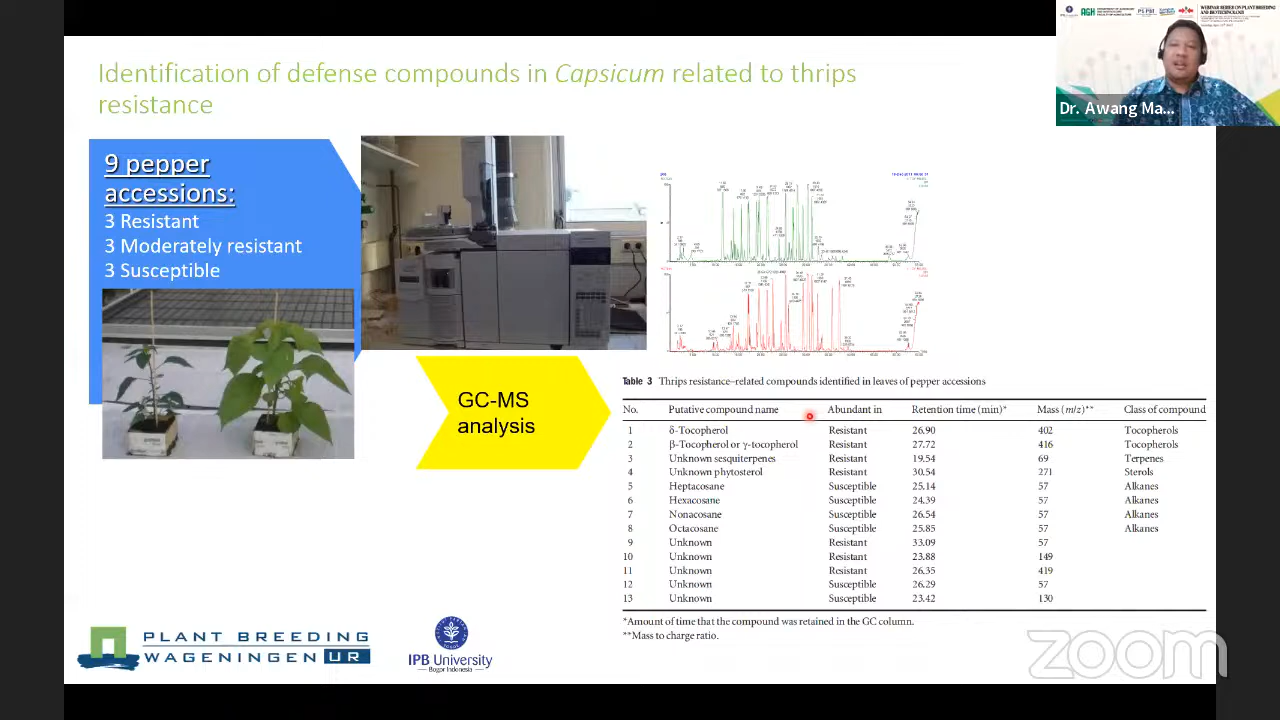 Identification of defense compounds in Capsicum related to thrips
resistance
9 pepper
accessions:
3 Resistant
3 Moderately resistant
3 Susceptible
GC-MS
analysis
WEBINAR SERIES ON PLANT BREEDING
AND BIOTECHNOLOGY
AGH
Dr. Awang Ma...
Table 3 Thrips resistance–related compounds identified in leaves of pepper accessions
No. Putative compound name Abundant in Retention time (min)* Mass (m/z)** Class of compound
1 δ-Tocopherol Resistant 26.90 402 Tocopherols
2 β-Tocopherol or γ-tocopherol Resistant 27.72 416 Tocopherols
3 Unknown sesquiterpenes Resistant 19.54 69 Terpenes
4 Unknown phytosterol Resistant 30.54 271 Sterols
5 Heptacosane Susceptible 25.14 57 Alkanes
6 Hexacosane Susceptible 24.39 57 Alkanes
7 Nonacosane Susceptible 26.54 57 Alkanes
8 Octacosane Susceptible 25.85 57 Alkanes
9 Unknown Resistant 33.09 57
10 Unknown Resistant 23.88 149
11 Unknown Resistant 26.35 419
12 Unknown Susceptible 26.29 57
13 Unknown Susceptible 23.42 130
*Amount of time that the compound was retained in the GC column.
**Mass to charge ratio.
PLANT BREEDING
WAGENINGEN UR
IPB University
Bogor Indonesia
zoom